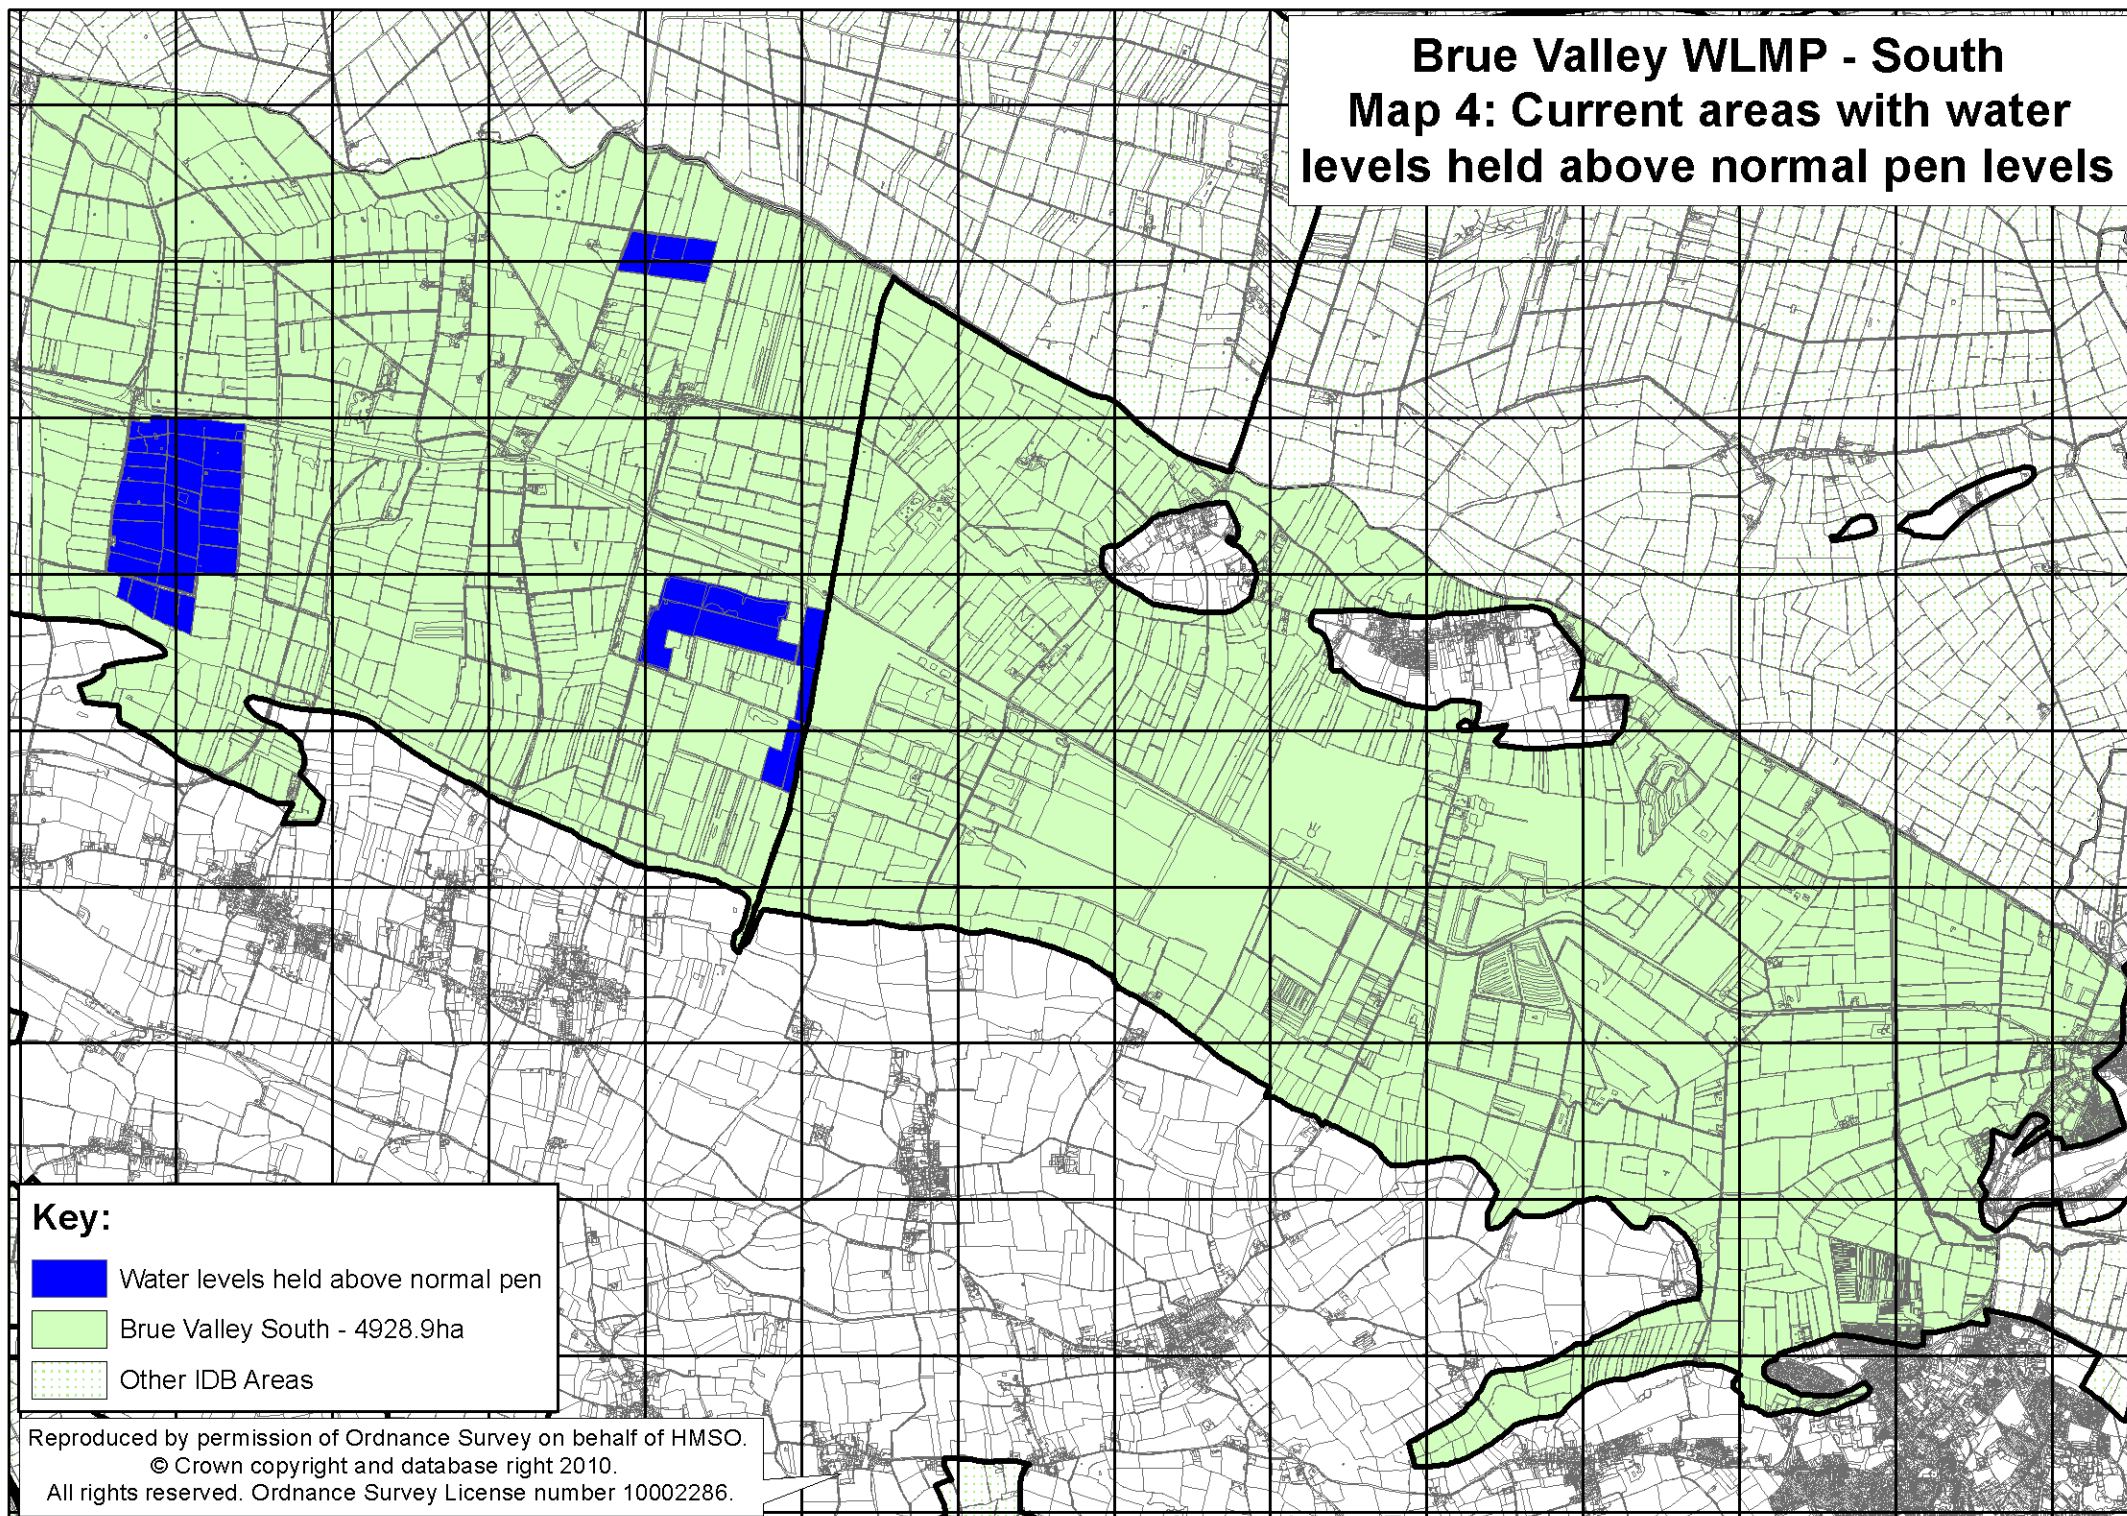 Brue Valley WLMP - South
Map 4: Current areas with water
levels held above normal pen levels
Key:
Water levels held above normal pen
Brue Valley South - 4928.9ha
Other IDB Areas
Reproduced by permission of Ordnance Survey on behalf of HMSO.
© Crown copyright and database right 2010.
All rights reserved. Ordnance Survey License number 10002286.